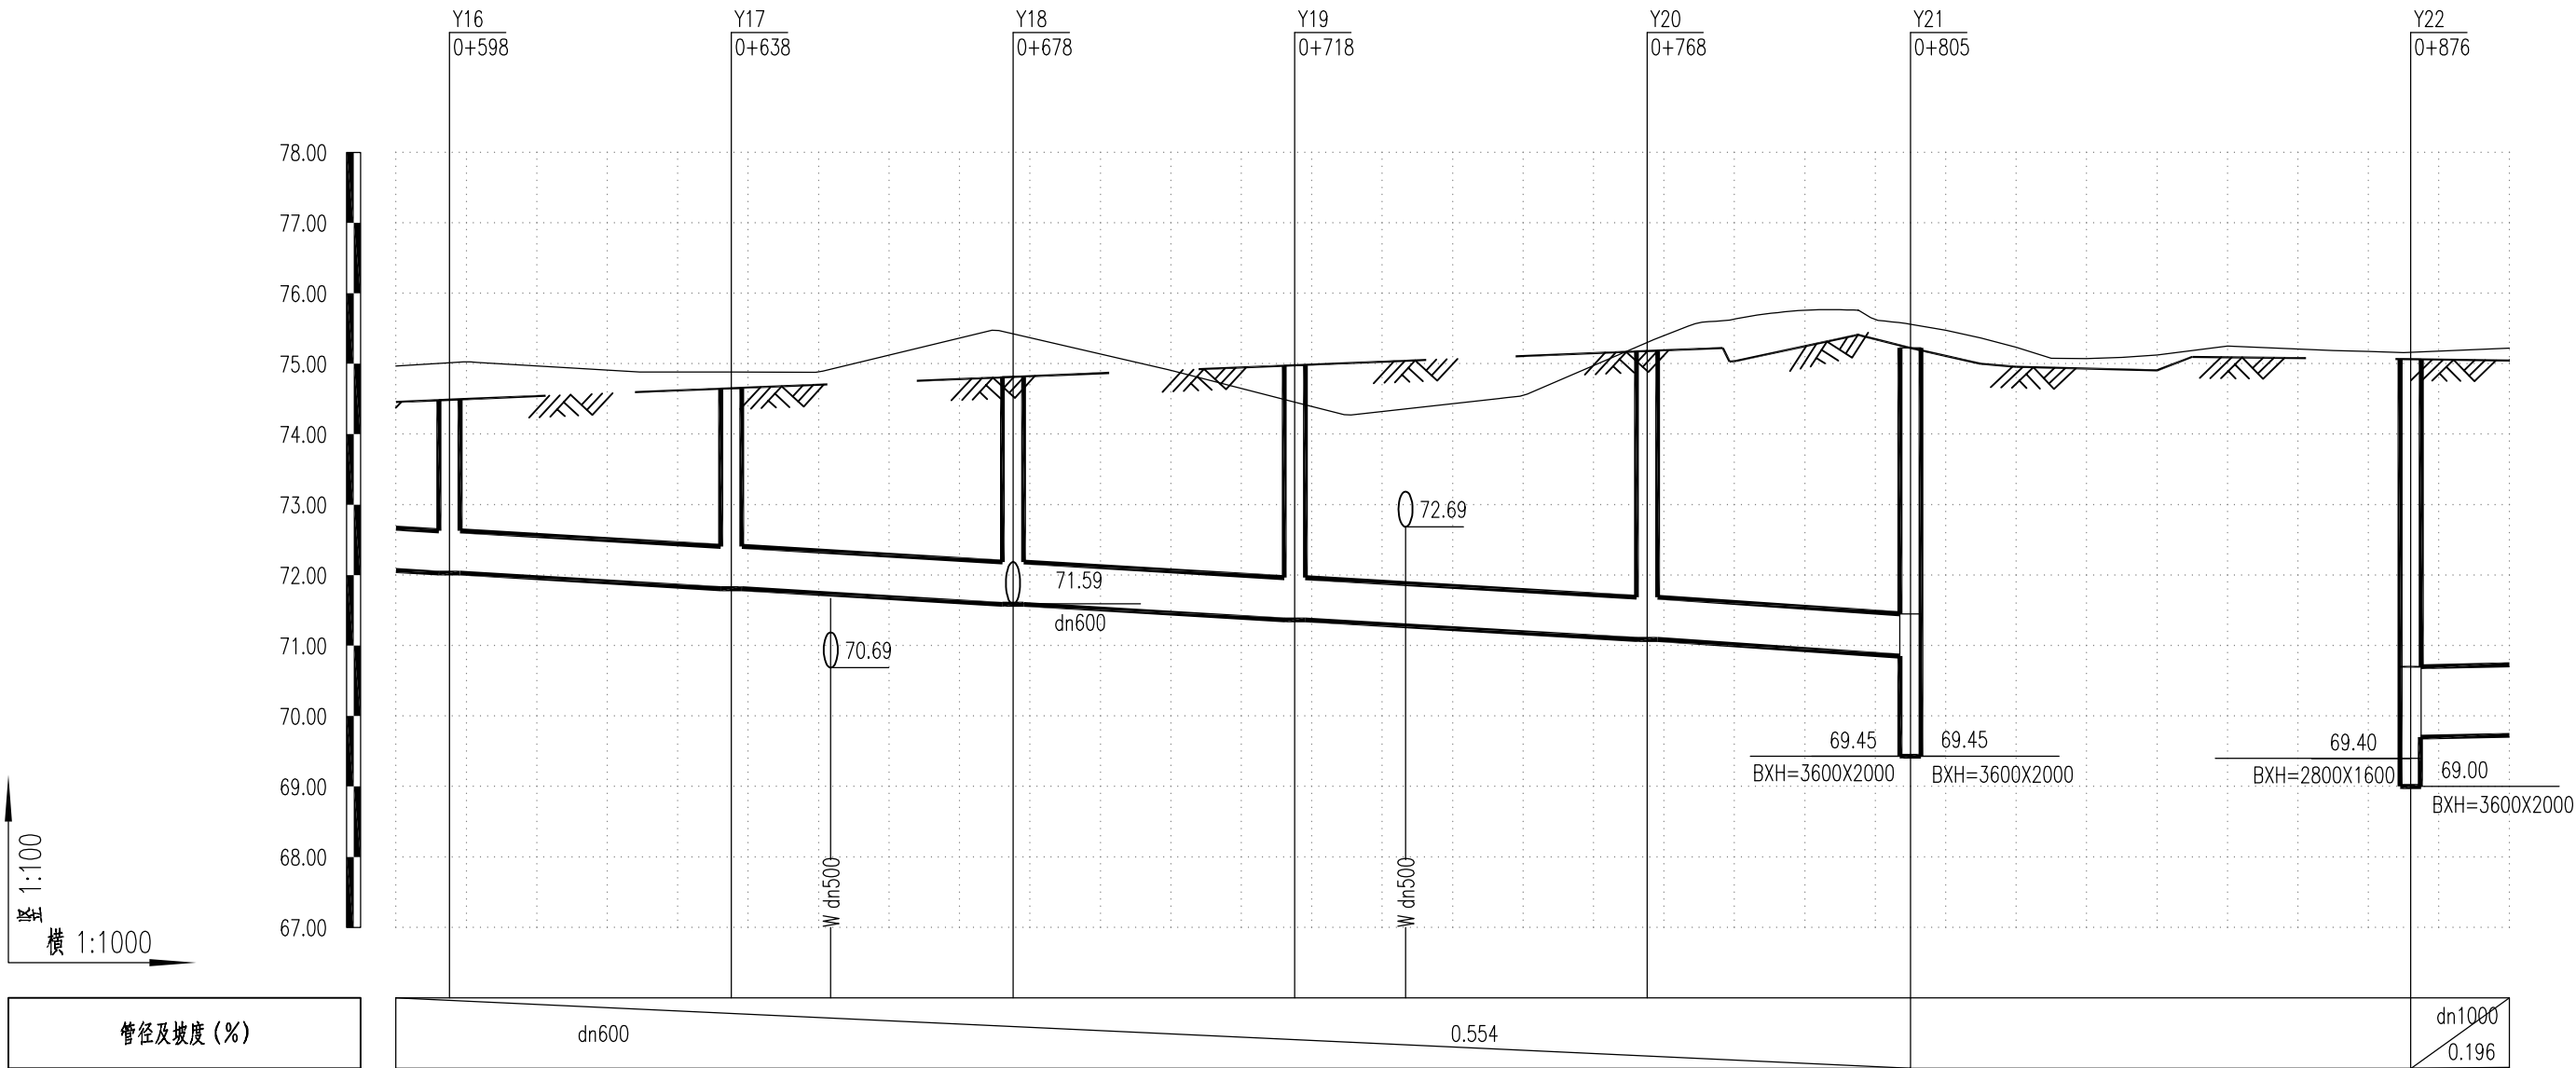 Y16
0+598
Y17
0+638
Y18
0+678
Y19
0+718
Y20
0+768
Y21
0+805
Y22
0+876
78.00
77.00
76.00
75.00
74.00
73.00
72.00
71.00
70.00
69.00
68.00
67.00
竖 1:100
横 1:1000
70.69
W dn500
71.59
dn600
72.69
W dn500
69.45
BXH=3600X2000
69.45
BXH=3600X2000
69.40
BXH=2800X1600
69.00
BXH=3600X2000
管径及坡度(%)
dn600
0.554
dn1000
0.196